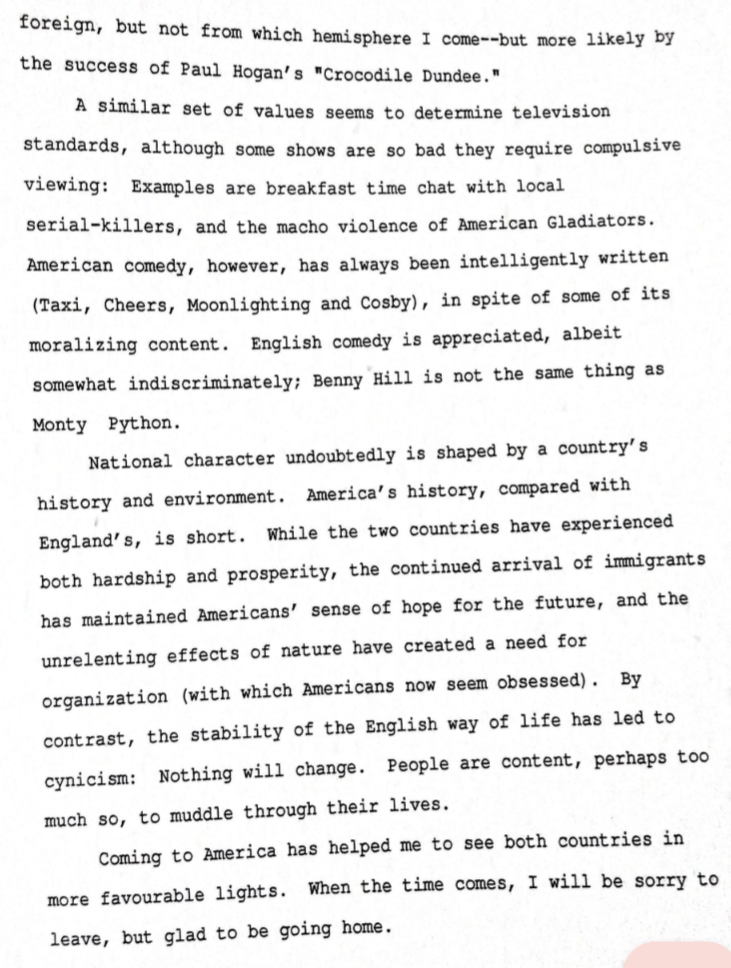 foreign, but not from which hemisphere I come--but more likely by
the success of Paul Hogan's "Crocodile Dundee."
A similar set of values seems to determine television
standards, although some shows are so bad they require compulsive
viewing: Examples are breakfast time chat with local
serial-killers, and the macho violence of American Gladiators.
American comedy, however, has always been intelligently written
(Taxi, Cheers, Moonlighting and Cosby), in spite of some of its
moralizing content. English comedy is appreciated, albeit
somewhat indiscriminately; Benny Hill is not the same thing as
Monty Python.
National character undoubtedly is shaped by a country's
history and environment. America's history, compared with
England's, is short. While the two countries have experienced
both hardship and prosperity, the continued arrival of immigrants
has maintained Americans' sense of hope for the future, and the
unrelenting effects of nature have created a need for
organization (with which Americans now seem obsessed). By
contrast, the stability of the English way of life has led to
cynicism: Nothing will change. People are content, perhaps too
much so, to muddle through their lives.
Coming to America has helped me to see both countries in
more favourable lights. When the time comes, I will be sorry to
leave, but glad to be going home.